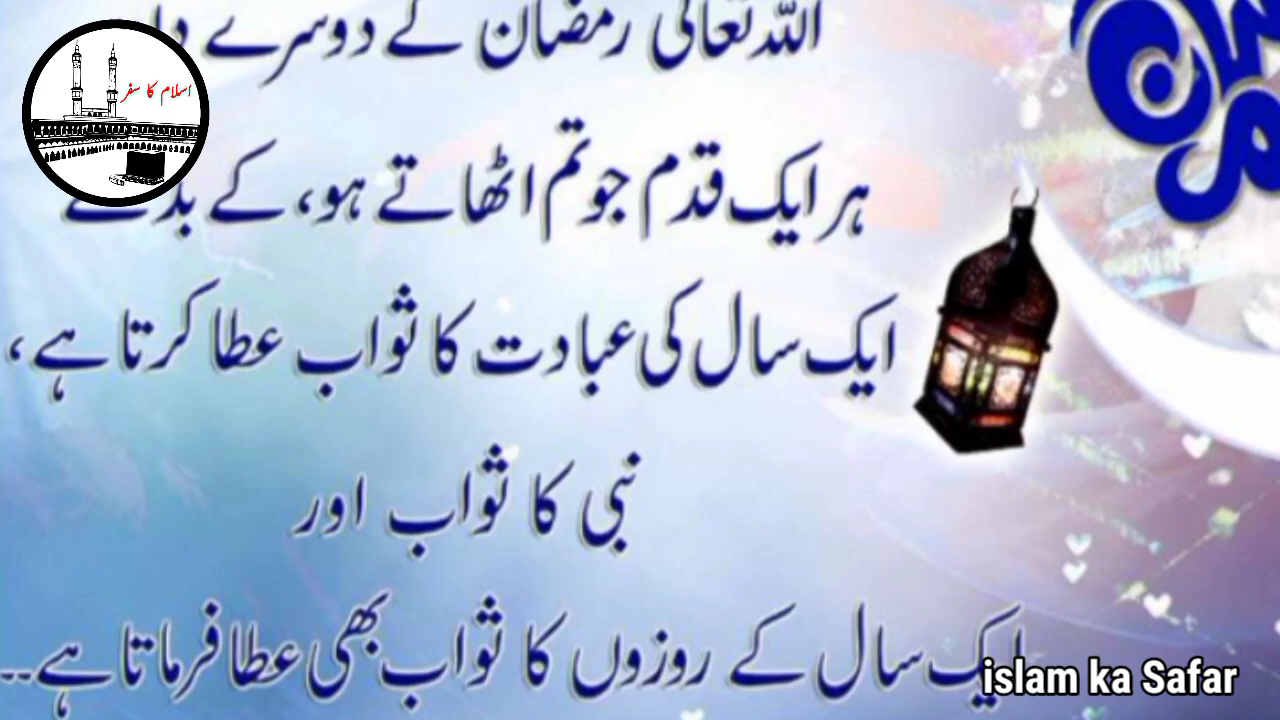 اللہ تعالیٰ رمضان کے دوسرے دن
ہر ایک قدم جو تم اٹھاتے ہو، کے بدلے
ایک سال کی عبادت کا ثواب عطا کرتا ہے،
نبی کا ثواب اور
ایک سال کے روزوں کا ثواب بھی عطا فرماتا ہے..
اسلام کا سفر
islam ka Safar